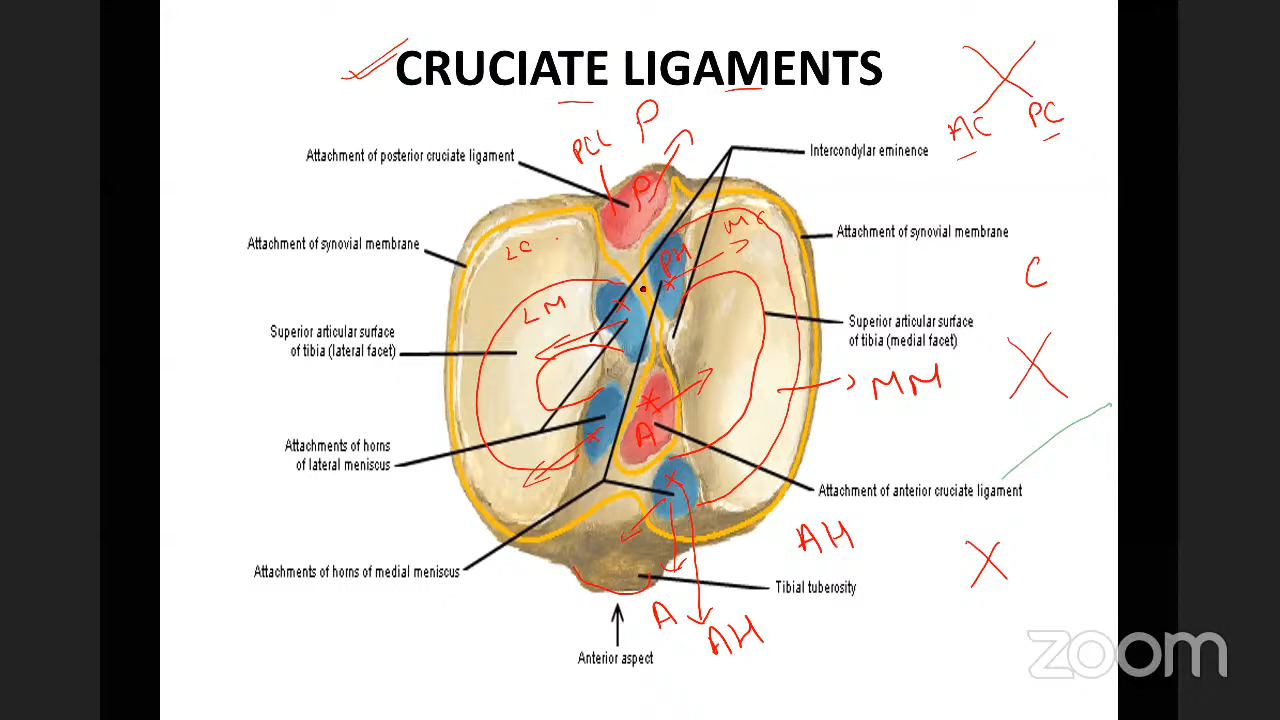 CRUCIATE LIGAMENTS
AC
PC
P
PCL
Attachment of posterior cruciate ligament
Intercondylar eminence
P
Attachment of synovial membrane
LC
MC
Attachment of synovial membrane
PH
C
LM
Superior articular surface
of tibia (lateral facet)
Superior articular surface
of tibia (medial facet)
MM
A
Attachments of horns
of lateral meniscus
Attachment of anterior cruciate ligament
AH
Attachments of horns of medial meniscus
Tibial tuberosity
A
AH
Anterior aspect
zoom